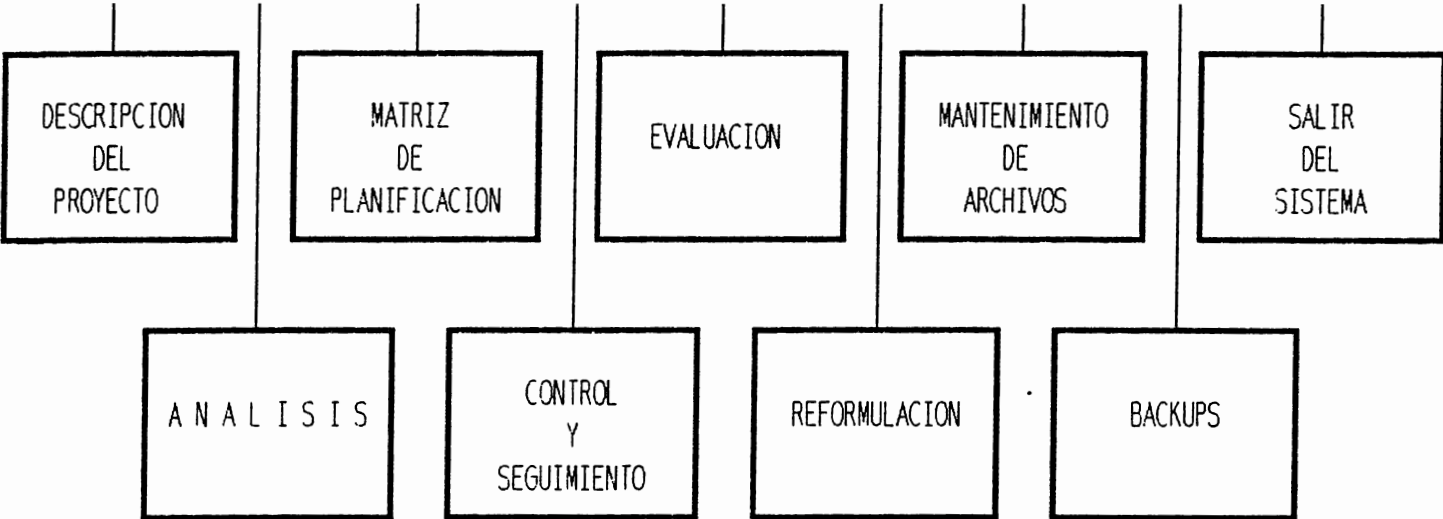 DESCRIPCION
DEL
PROYECTO
MATRIZ
DE
PLANIFICACION
EVALUACION
MANTENIMIENTO
DE
ARCHIVOS
SALIR
DEL
SISTEMA
A N A L I S I S
CONTROL
Y
SEGUIMIENTO
REFORMULACION
BACKUPS